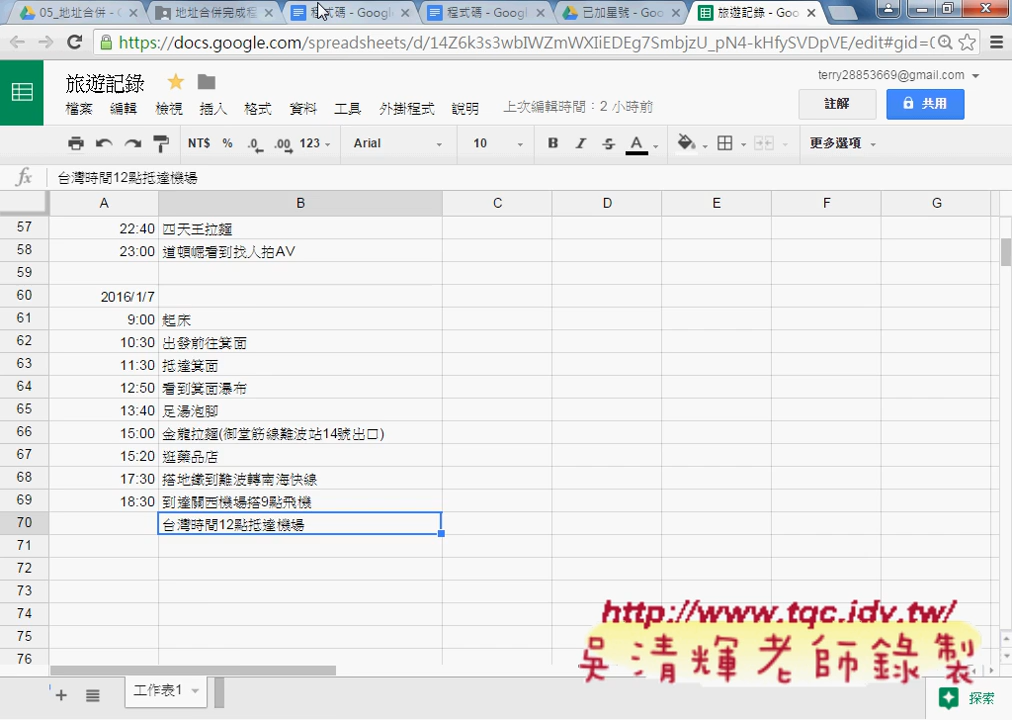 05_地址合併 - G
地址合併完成程
程式碼 - Googl
程式碼 - Googl
已加星號 - Goo
旅遊記錄 - Goo
https://docs.google.com/spreadsheets/d/14Z6k3s3wbIWZmWXIiEDEg7SmbjzU_pN4-kHfySVDpVE/edit#gid=0
旅遊記錄
terry28853669@gmail.com
檔案 編輯 檢視 插入 格式 資料 工具 外掛程式 說明 上次編輯時間：2 小時前
註解 共用
NT$ % .0 .00 123 Arial 10 B I S A 更多選項
fx 台灣時間12點抵達機場
A B C D E F G
57 22:40 四天王拉麵
58 23:00 道頓崛看到找人拍AV
59
60 2016/1/7
61 9:00 起床
62 10:30 出發前往箕面
63 11:30 抵達箕面
64 12:50 看到箕面瀑布
65 13:40 足湯泡腳
66 15:00 金龍拉麵(御堂筋線難波站14號出口)
67 15:20 逛藥品店
68 17:30 搭地鐵到難波轉南海快線
69 18:30 到達關西機場搭9點飛機
70 台灣時間12點抵達機場
71
72
73
74
75
76
http://www.tqc.idv.tw/
吳清輝老師錄製
工作表1
探索